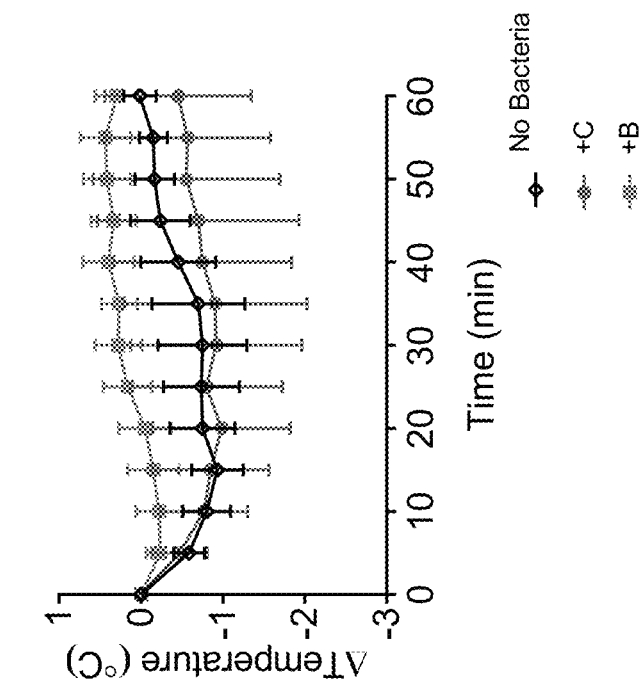 ΔTemperature (°C)
1
0
-1
-2
-3
0 10 20 30 40 50 60
Time (min)
No Bacteria
+C
+B